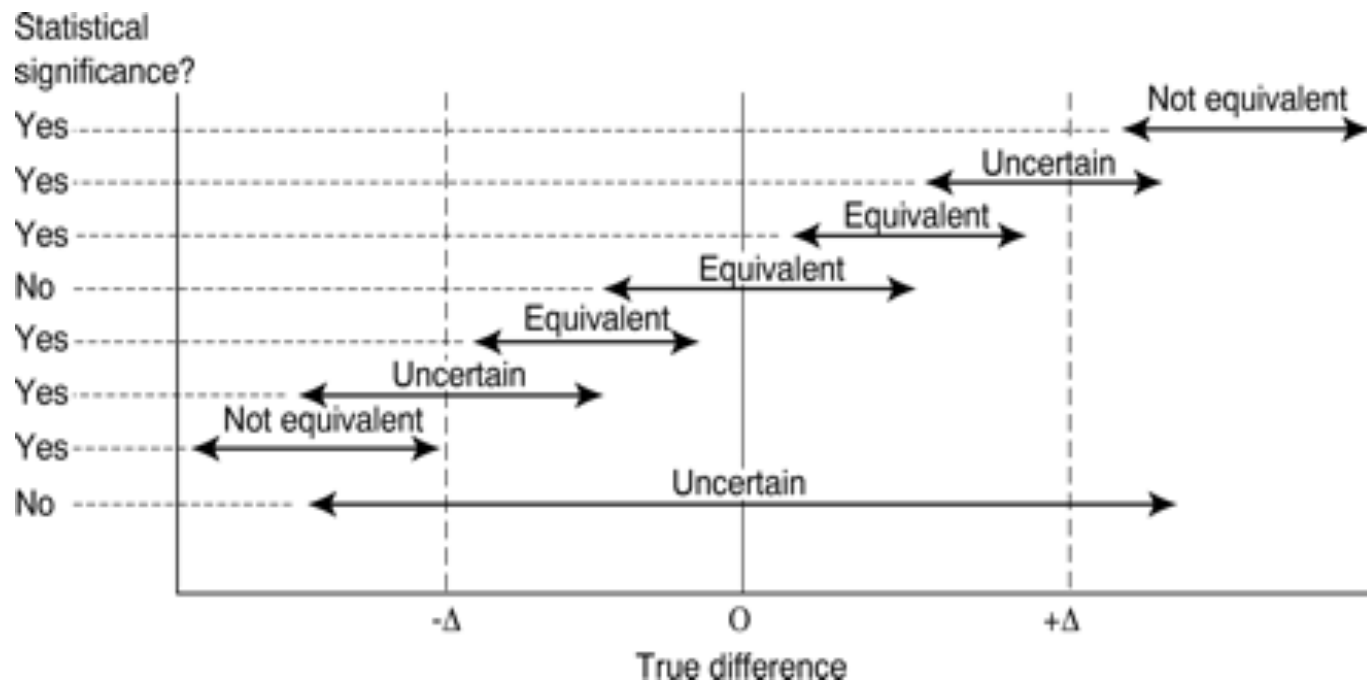 Statistical
significance?
Not equivalent
Yes
Uncertain
Yes
Equivalent
Yes
Equivalent
No
Equivalent
Yes
Uncertain
Yes
Not equivalent
Yes
Uncertain
No
-Δ O +Δ
True difference